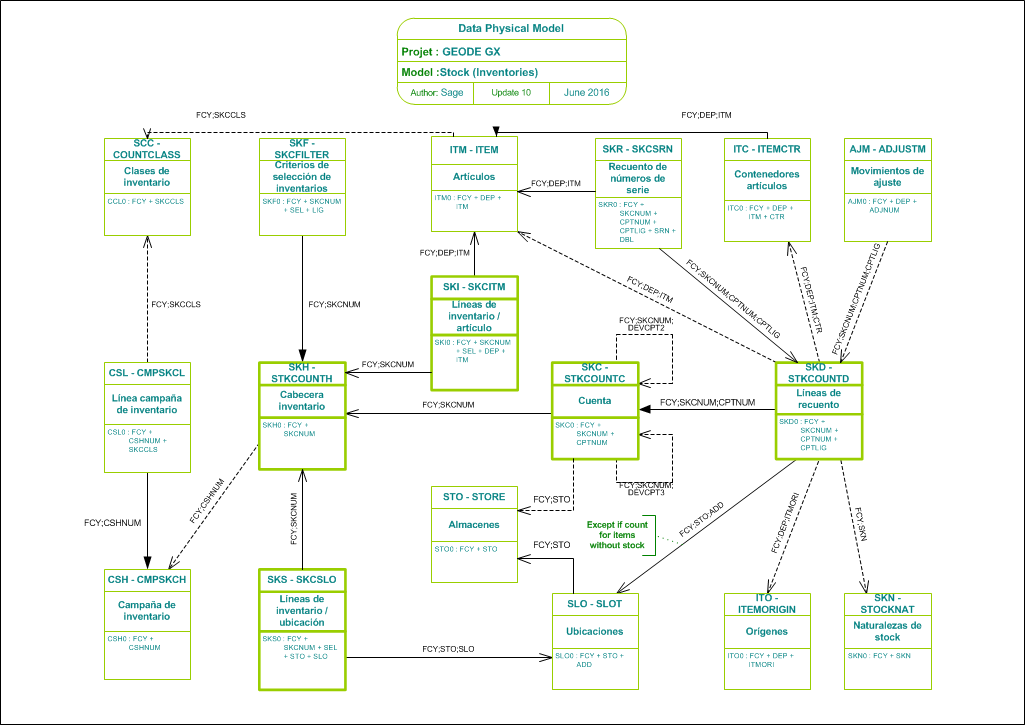 Data Physical Model
Projet : GEODE GX
Model :Stock (Inventories)
Author: Sage
Update 10
June 2016
FCY;SKCCLS
FCY;DEP;ITM
SCC -
COUNTCLASS
Clases de
inventario
CCL0 : FCY + SKCCLS
SKF -
SKCFILTER
Criterios de
selección de
inventarios
SKF0 : FCY + SKCNUM
+ SEL + LIG
ITM - ITEM
Artículos
ITM0 : FCY + DEP +
ITM
FCY;DEP;ITM
SKR - SKCSRN
Recuento de
números de
serie
SKR0 : FCY +
SKCNUM +
CPTNUM +
CPTLIG + SRN +
DBL
ITC - ITEMCTR
Contenedores
artículos
ITC0 : FCY + DEP +
ITM + CTR
AJM - ADJUSTM
Movimientos de
ajuste
AJM0 : FCY + DEP +
ADJNUM
FCY;DEP;ITM
FCY;DEP;ITM
FCY;SKCNUM;CPTNUM;CPTLIG
FCY;DEP;ITM;CTR
FCY;SKCNUM;CPTNUM;CPTLIG
FCY;SKCCLS
FCY;SKCNUM
SKI - SKCITM
Líneas de
inventario /
artículo
SKI0 : FCY + SKCNUM
+ SEL + DEP +
ITM
FCY;SKCNUM;
DEVCPT2
CSL - CMPSKCL
Línea campaña
de inventario
CSL0 : FCY +
CSHNUM +
SKCCLS
SKH -
STKCOUNTH
Cabecera
inventario
SKH0 : FCY +
SKCNUM
FCY;SKCNUM
FCY;SKCNUM
SKC -
STKCOUNTC
Cuenta
SKC0 : FCY +
SKCNUM +
CPTNUM
FCY;SKCNUM;CPTNUM
SKD -
STKCOUNTD
Líneas de
recuento
SKD0 : FCY +
SKCNUM +
CPTNUM +
CPTLIG
FCY;SKCNUM;
DEVCPT3
FCY;CSHNUM
FCY;CSHNUM
FCY;SKCNUM
STO - STORE
Almacenes
STO0 : FCY + STO
FCY;STO
FCY;STO
Except if count
for items
without stock
FCY;STO;ADD
FCY;DEP;ITMORI
FCY;SKN
CSH - CMPSKCH
Campaña de
inventario
CSH0 : FCY +
CSHNUM
SKS - SKCSLO
Líneas de
inventario /
ubicación
SKS0 : FCY +
SKCNUM + SEL
+ STO + SLO
FCY;STO;SLO
SLO - SLOT
Ubicaciones
SLO0 : FCY + STO +
ADD
ITO -
ITEMORIGIN
Orígenes
ITO0 : FCY + DEP +
ITMORI
SKN -
STOCKNAT
Naturalezas de
stock
SKN0 : FCY + SKN